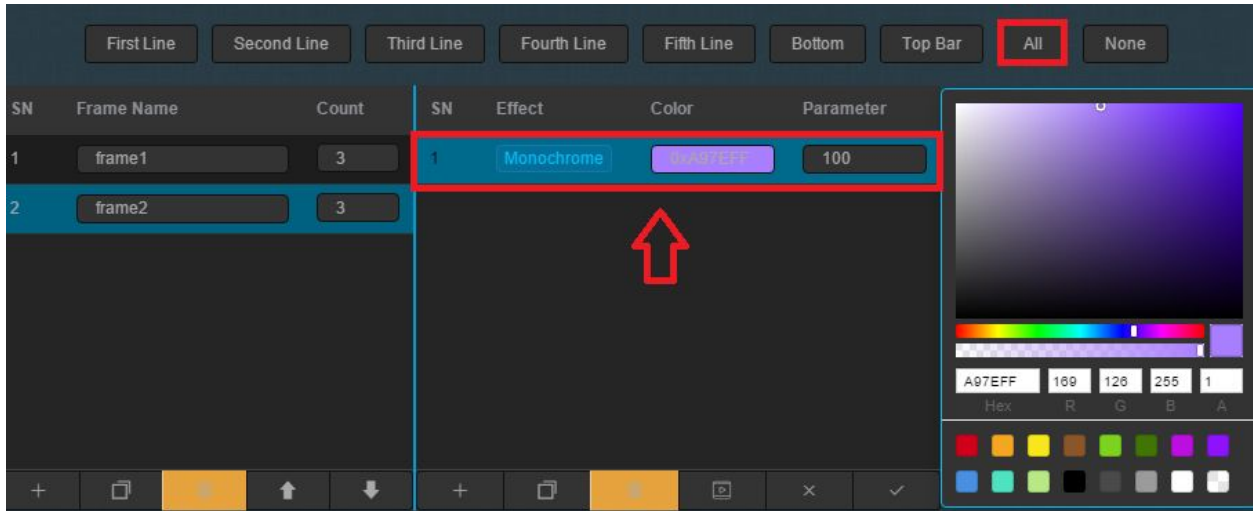 First Line Second Line Third Line Fourth Line Fifth Line Bottom Top Bar All None
SN Frame Name Count SN Effect Color Parameter
1 frame1 3 1 Monochrome 0xA97EFF 100
2 frame2 3
A97EFF 169 126 255 1
Hex R G B A